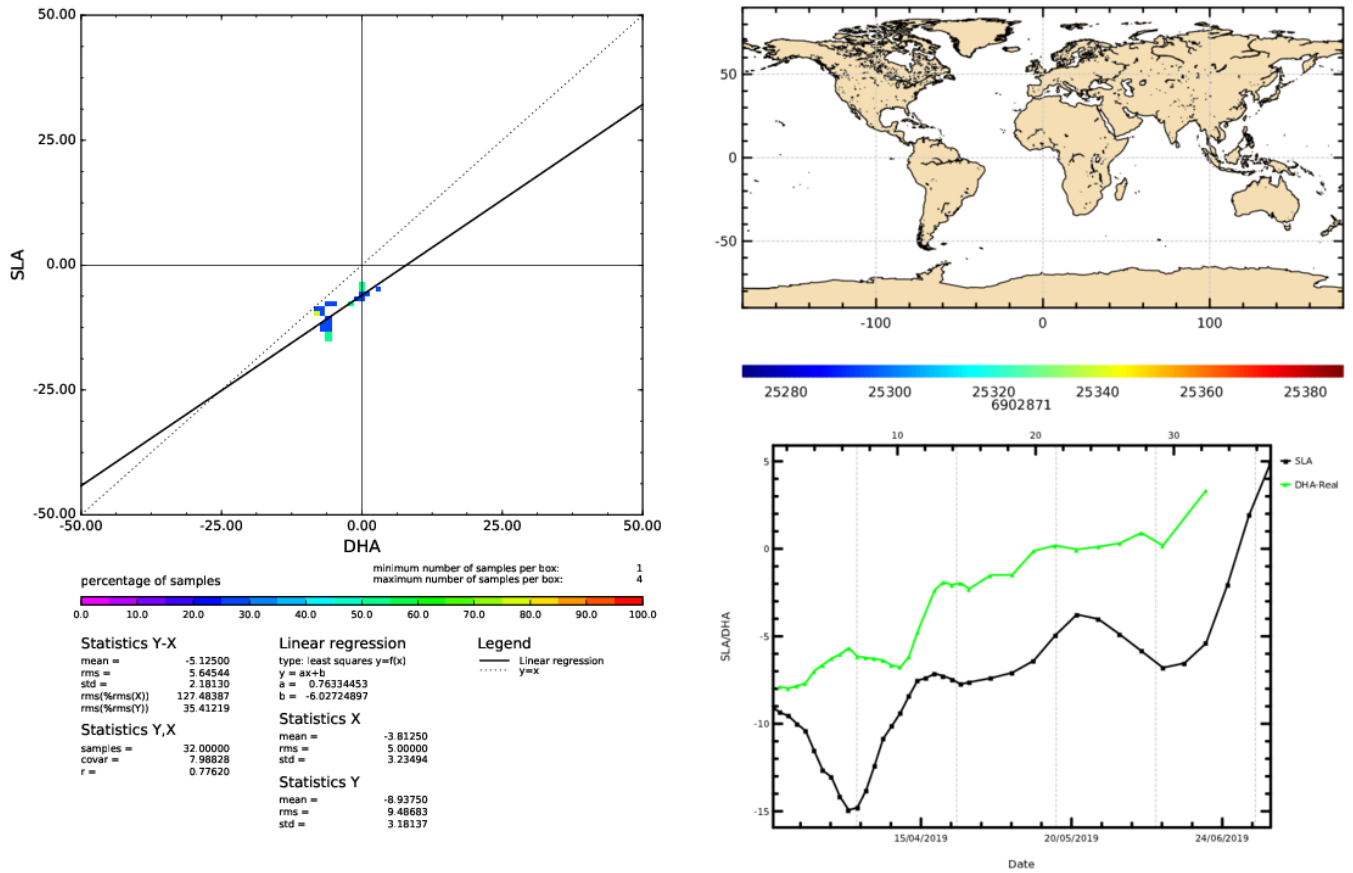 50.00
25.00
0.00
-25.00
-50.00
SLA
-50.00 -25.00 0.00 25.00 50.00
DHA
minimum number of samples per box: 1
maximum number of samples per box: 4
percentage of samples
0.0 10.0 20.0 30.0 40.0 50.0 60.0 70.0 80.0 90.0 100.0
Statistics Y-X
mean = -5.12500
rms = 5.64544
std = 2.18130
rms(%rms(X)) 127.48387
rms(%rms(Y)) 35.41219
Statistics Y,X
samples = 32.00000
covar = 7.98828
r = 0.77620
Linear regression
type: least squares y=f(x)
y = ax+b
a = 0.76334453
b = -6.02724897
Statistics X
mean = -3.81250
rms = 5.00000
std = 3.23494
Statistics Y
mean = -8.93750
rms = 9.48683
std = 3.18137
Legend
Linear regression
y=x
50
0
-50
-100 0 100
25280 25300 25320 25340 25360 25380
6902871
10 20 30
5
0
-5
-10
-15
SLA/DHA
15/04/2019 20/05/2019 24/06/2019
Date
SLA
DHA-Real